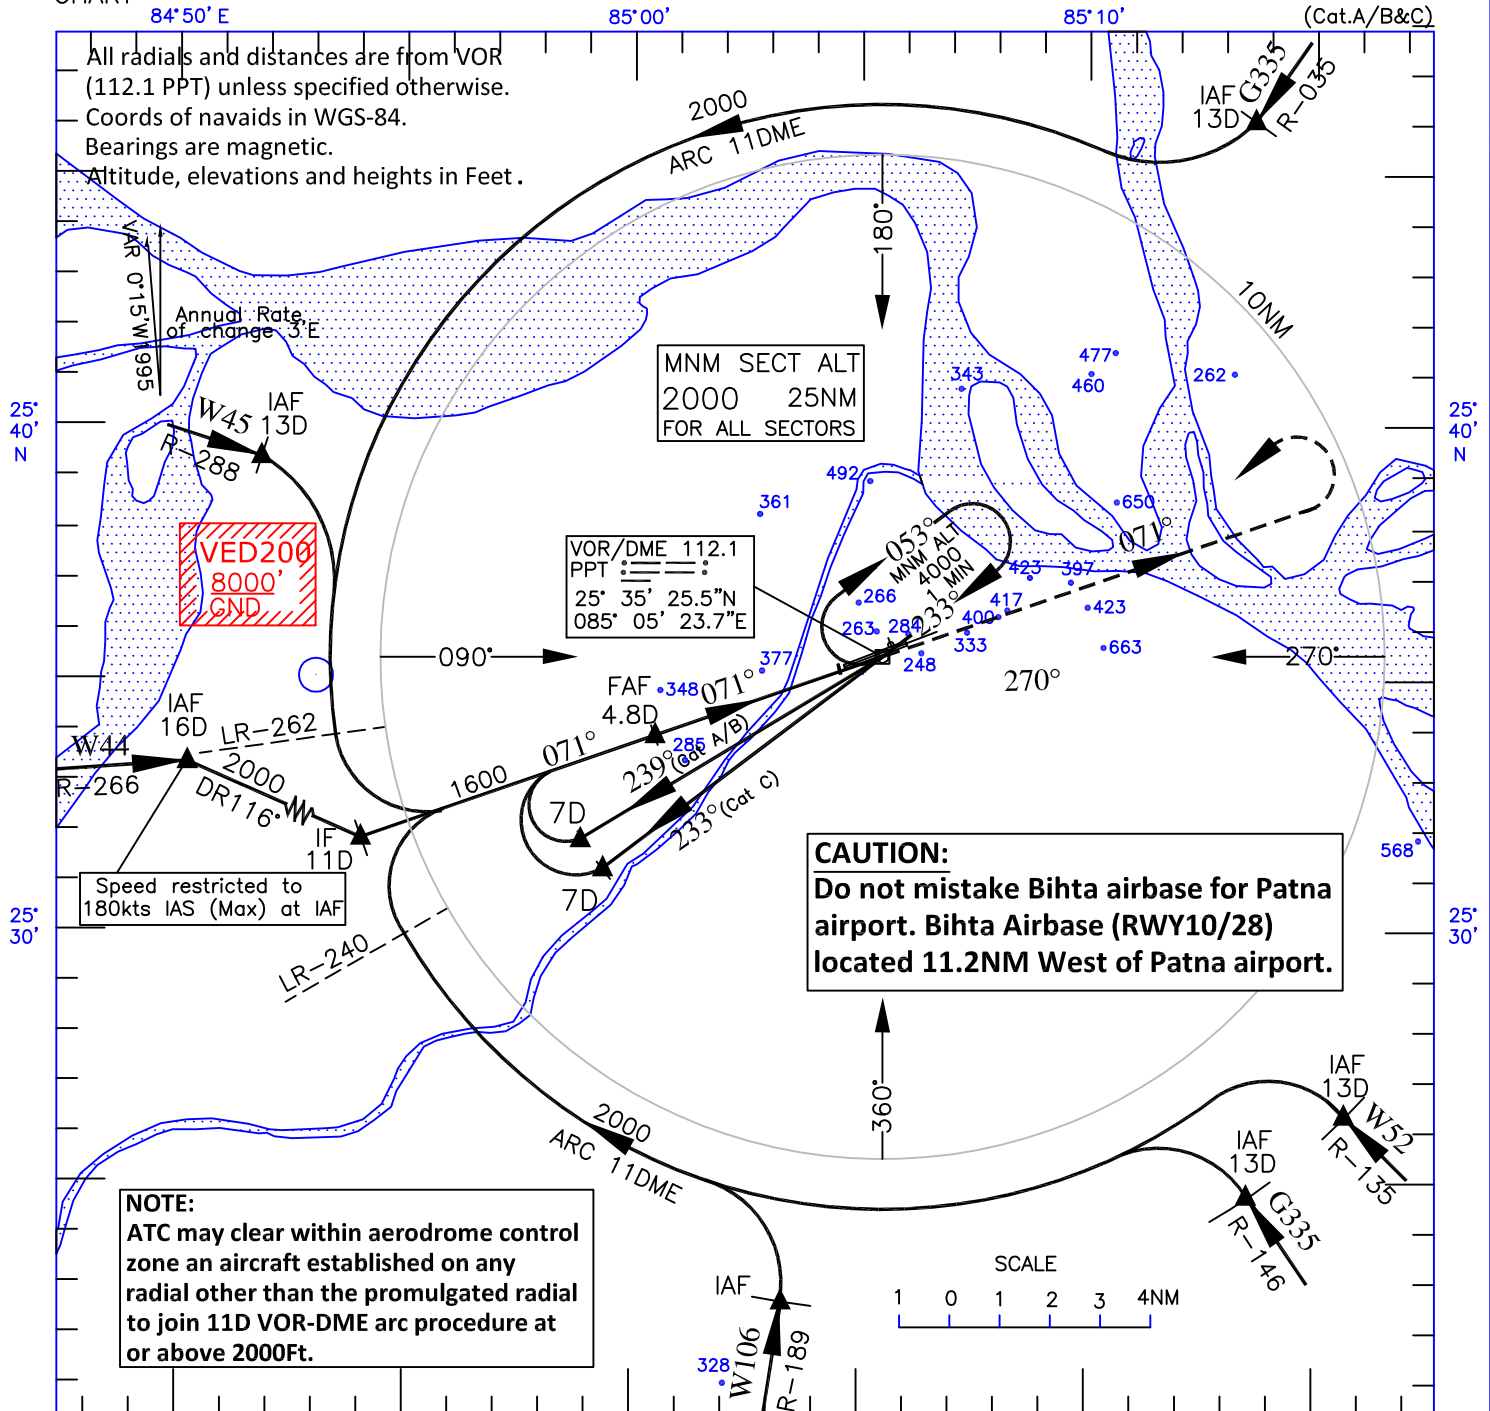 84°50' E
85°00'
85°10'
(Cat.A/B&C)
All radials and distances are from VOR
(112.1 PPT) unless specified otherwise.
Coords of navaids in WGS-84.
Bearings are magnetic.
Altitude, elevations and heights in Feet.
2000
ARC 11DME
IAF
13D
G335
R-035
180°
10NM
VAR 0°15'W1995
Annual Rate
of change 3'E
MNM SECT ALT
2000 25NM
FOR ALL SECTORS
477
460
262
343
25°
40'
N
25°
40'
N
W45
IAF
13D
R-288
492
361
650
VED200
8000'
GND
VOR/DME 112.1
PPT
25° 35' 25.5"N
085° 05' 23.7"E
053°
MNM ALT
4000
1 MIN
233°
071°
423
397
266
417
423
400
263
284
333
248
663
090°
270°
270°
377
348
FAF
4.8D
071°
IAF
16D
LR-262
W44
R-266
2000
DR116°
071°
285
239°(Cat A/B)
1600
7D
233°(Cat C)
IF
11D
7D
Speed restricted to
180kts IAS (Max) at IAF
CAUTION:
Do not mistake Bihta airbase for Patna
airport. Bihta Airbase (RWY10/28)
located 11.2NM West of Patna airport.
568
25°
30'
25°
30'
LR-240
360°
IAF
13D
W52
R-135
2000
ARC 11DME
IAF
13D
G335
R-146
NOTE:
ATC may clear within aerodrome control
zone an aircraft established on any
radial other than the promulgated radial
to join 11D VOR-DME arc procedure at
or above 2000Ft.
IAF
W106
R-189
328
SCALE
1 0 1 2 3 4NM